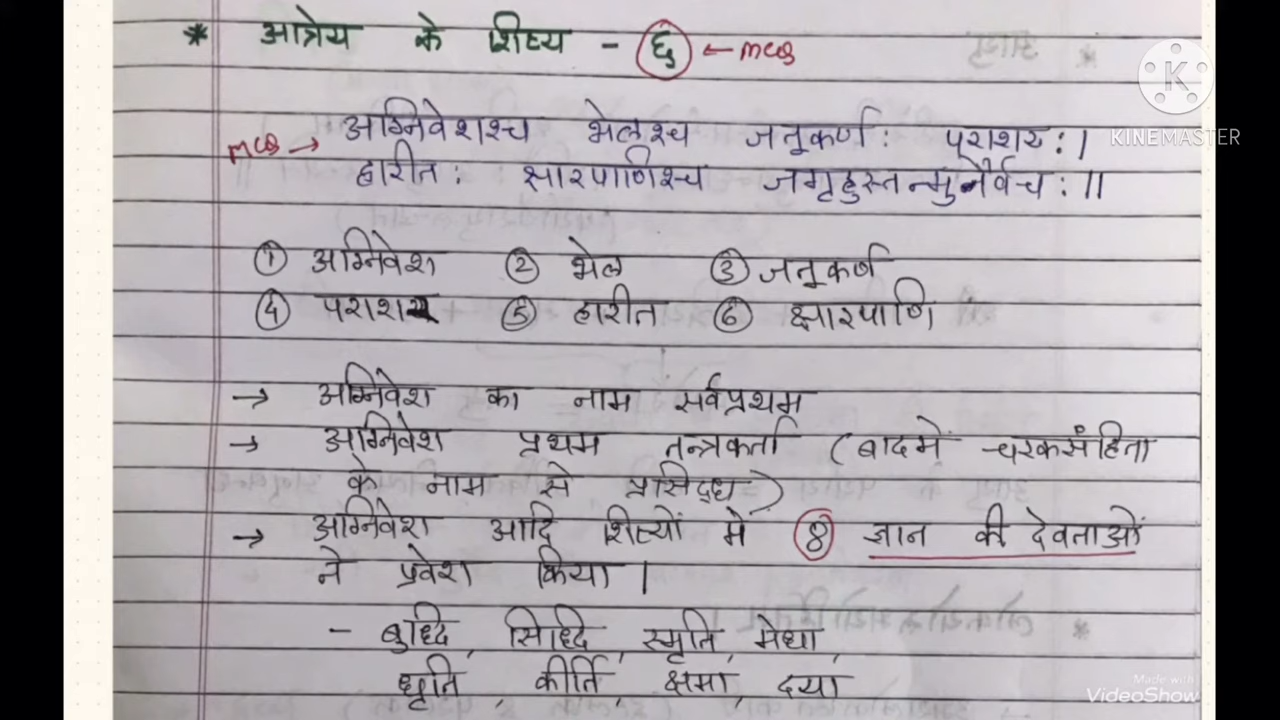 * आत्रेय के शिष्य - ६ ← MCQ
KINEMASTER
MCQ → अग्निवेशश्च भेलश्च जतूकर्णः पराशरः।
हारीतः क्षारपाणिश्च जगृहुस्तन्मुनेर्वचः॥
① अग्निवेश ② भेल ③ जतूकर्ण
④ पराशर ⑤ हारीत ⑥ क्षारपाणि
→ अग्निवेश का नाम सर्वप्रथम
→ अग्निवेश प्रथम तन्त्रकर्ता (बादमें चरकसंहिता
के नाम से प्रसिद्ध)
→ अग्निवेश आदि शिष्यों में 8 ज्ञान की देवताओं
ने प्रवेश किया।
- बुद्धि, सिद्धि, स्मृति, मेधा,
धृति, कीर्ति, क्षमा, दया
Made with
VideoShow